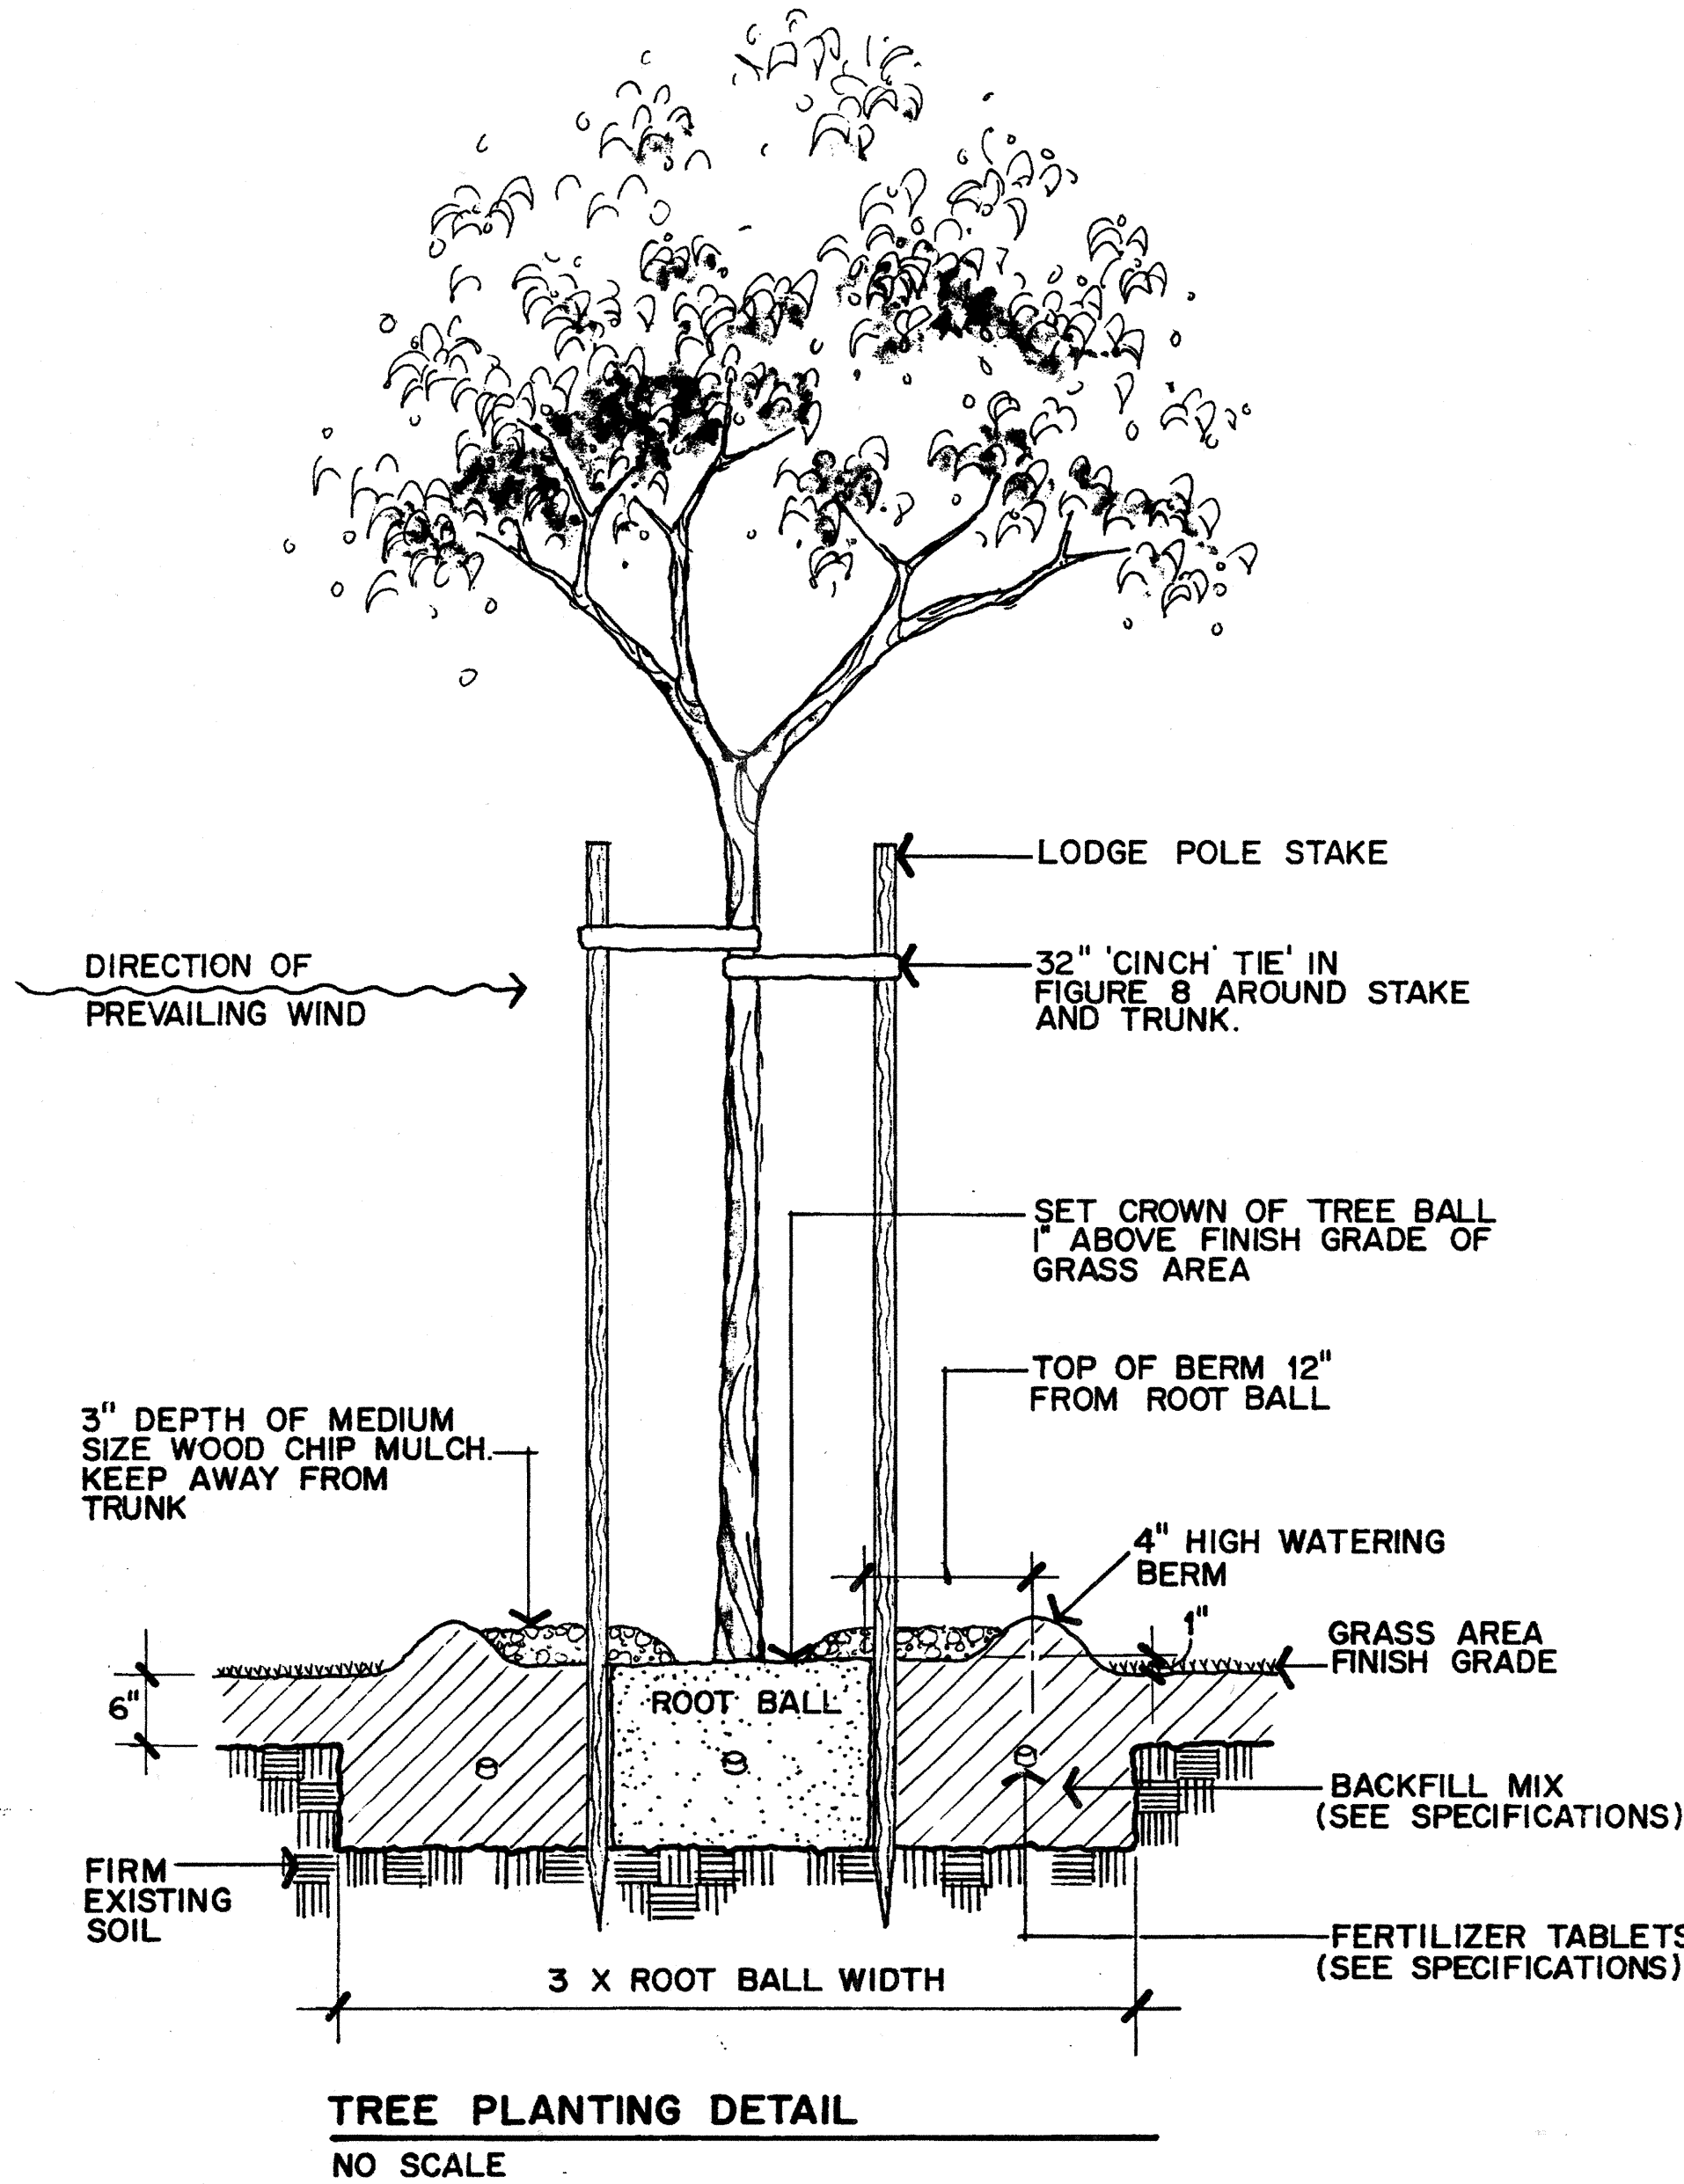 LODGE POLE STAKE
DIRECTION OF
PREVAILING WIND
32" 'CINCH' TIE' IN
FIGURE 8 AROUND STAKE
AND TRUNK.
SET CROWN OF TREE BALL
1" ABOVE FINISH GRADE OF
GRASS AREA
TOP OF BERM 12"
FROM ROOT BALL
3" DEPTH OF MEDIUM
SIZE WOOD CHIP MULCH.
KEEP AWAY FROM
TRUNK
4" HIGH WATERING
BERM
1"
GRASS AREA
FINISH GRADE
6"
ROOT BALL
BACKFILL MIX
(SEE SPECIFICATIONS)
FIRM
EXISTING
SOIL
FERTILIZER TABLETS
(SEE SPECIFICATIONS)
3 X ROOT BALL WIDTH
TREE PLANTING DETAIL
NO SCALE